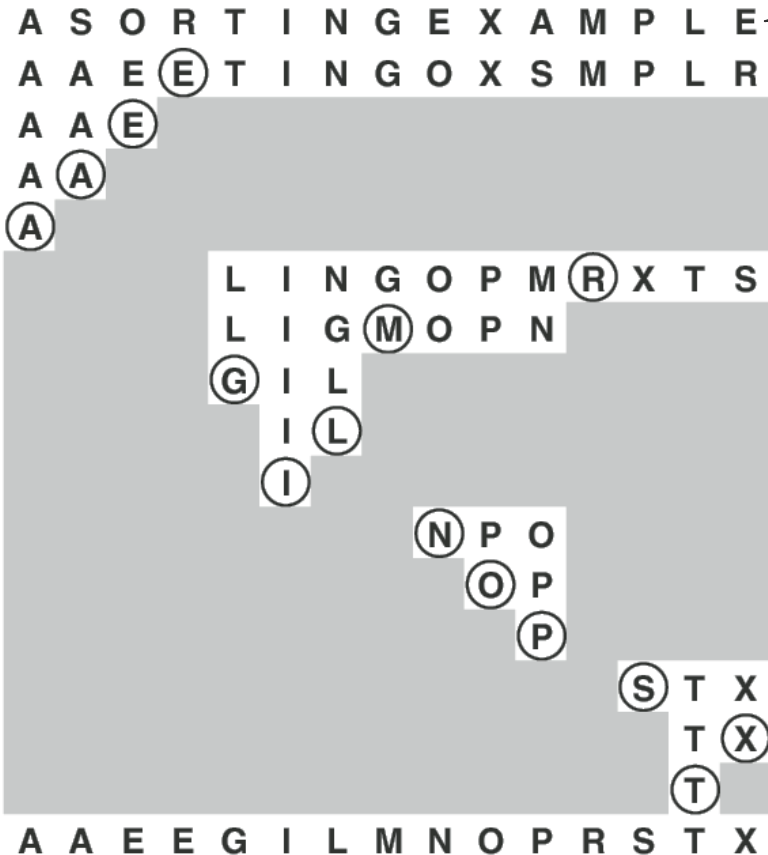 A S O R T I N G E X A M P L E
A A E E T I N G O X S M P L R
A A E
A A
A
L I N G O P M R X T S
L I G M O P N
G I L
I L
I
N P O
O P
P
S T X
T X
T
A A E E G I L M N O P R S T X